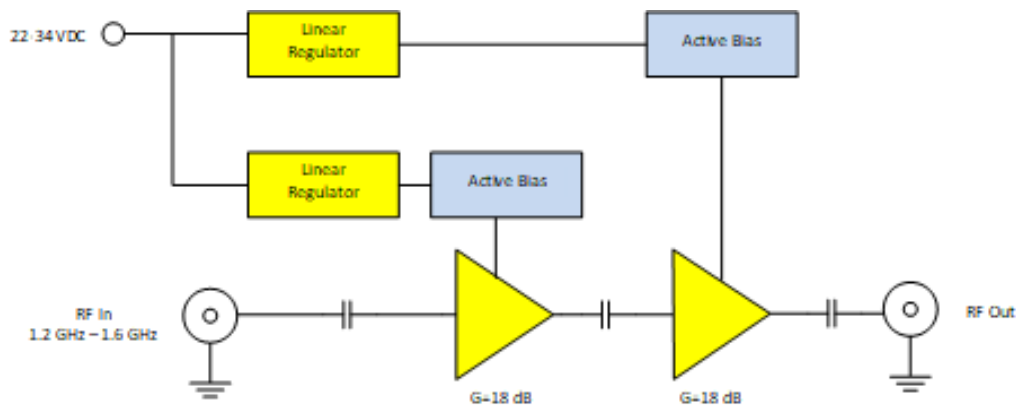 22-34 VDC
Linear
Regulator
Active Bias
Linear
Regulator
Active Bias
RF In
1.2 GHz – 1.6 GHz
RF Out
G=18 dB
G=18 dB